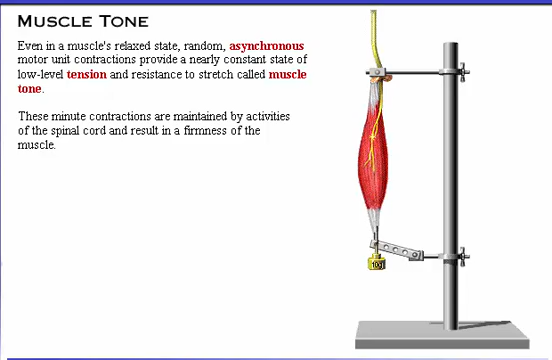 Muscle Tone
Even in a muscle's relaxed state, random, asynchronous
motor unit contractions provide a nearly constant state of
low-level tension and resistance to stretch called muscle
tone.
These minute contractions are maintained by activities
of the spinal cord and result in a firmness of the
muscle.
10g